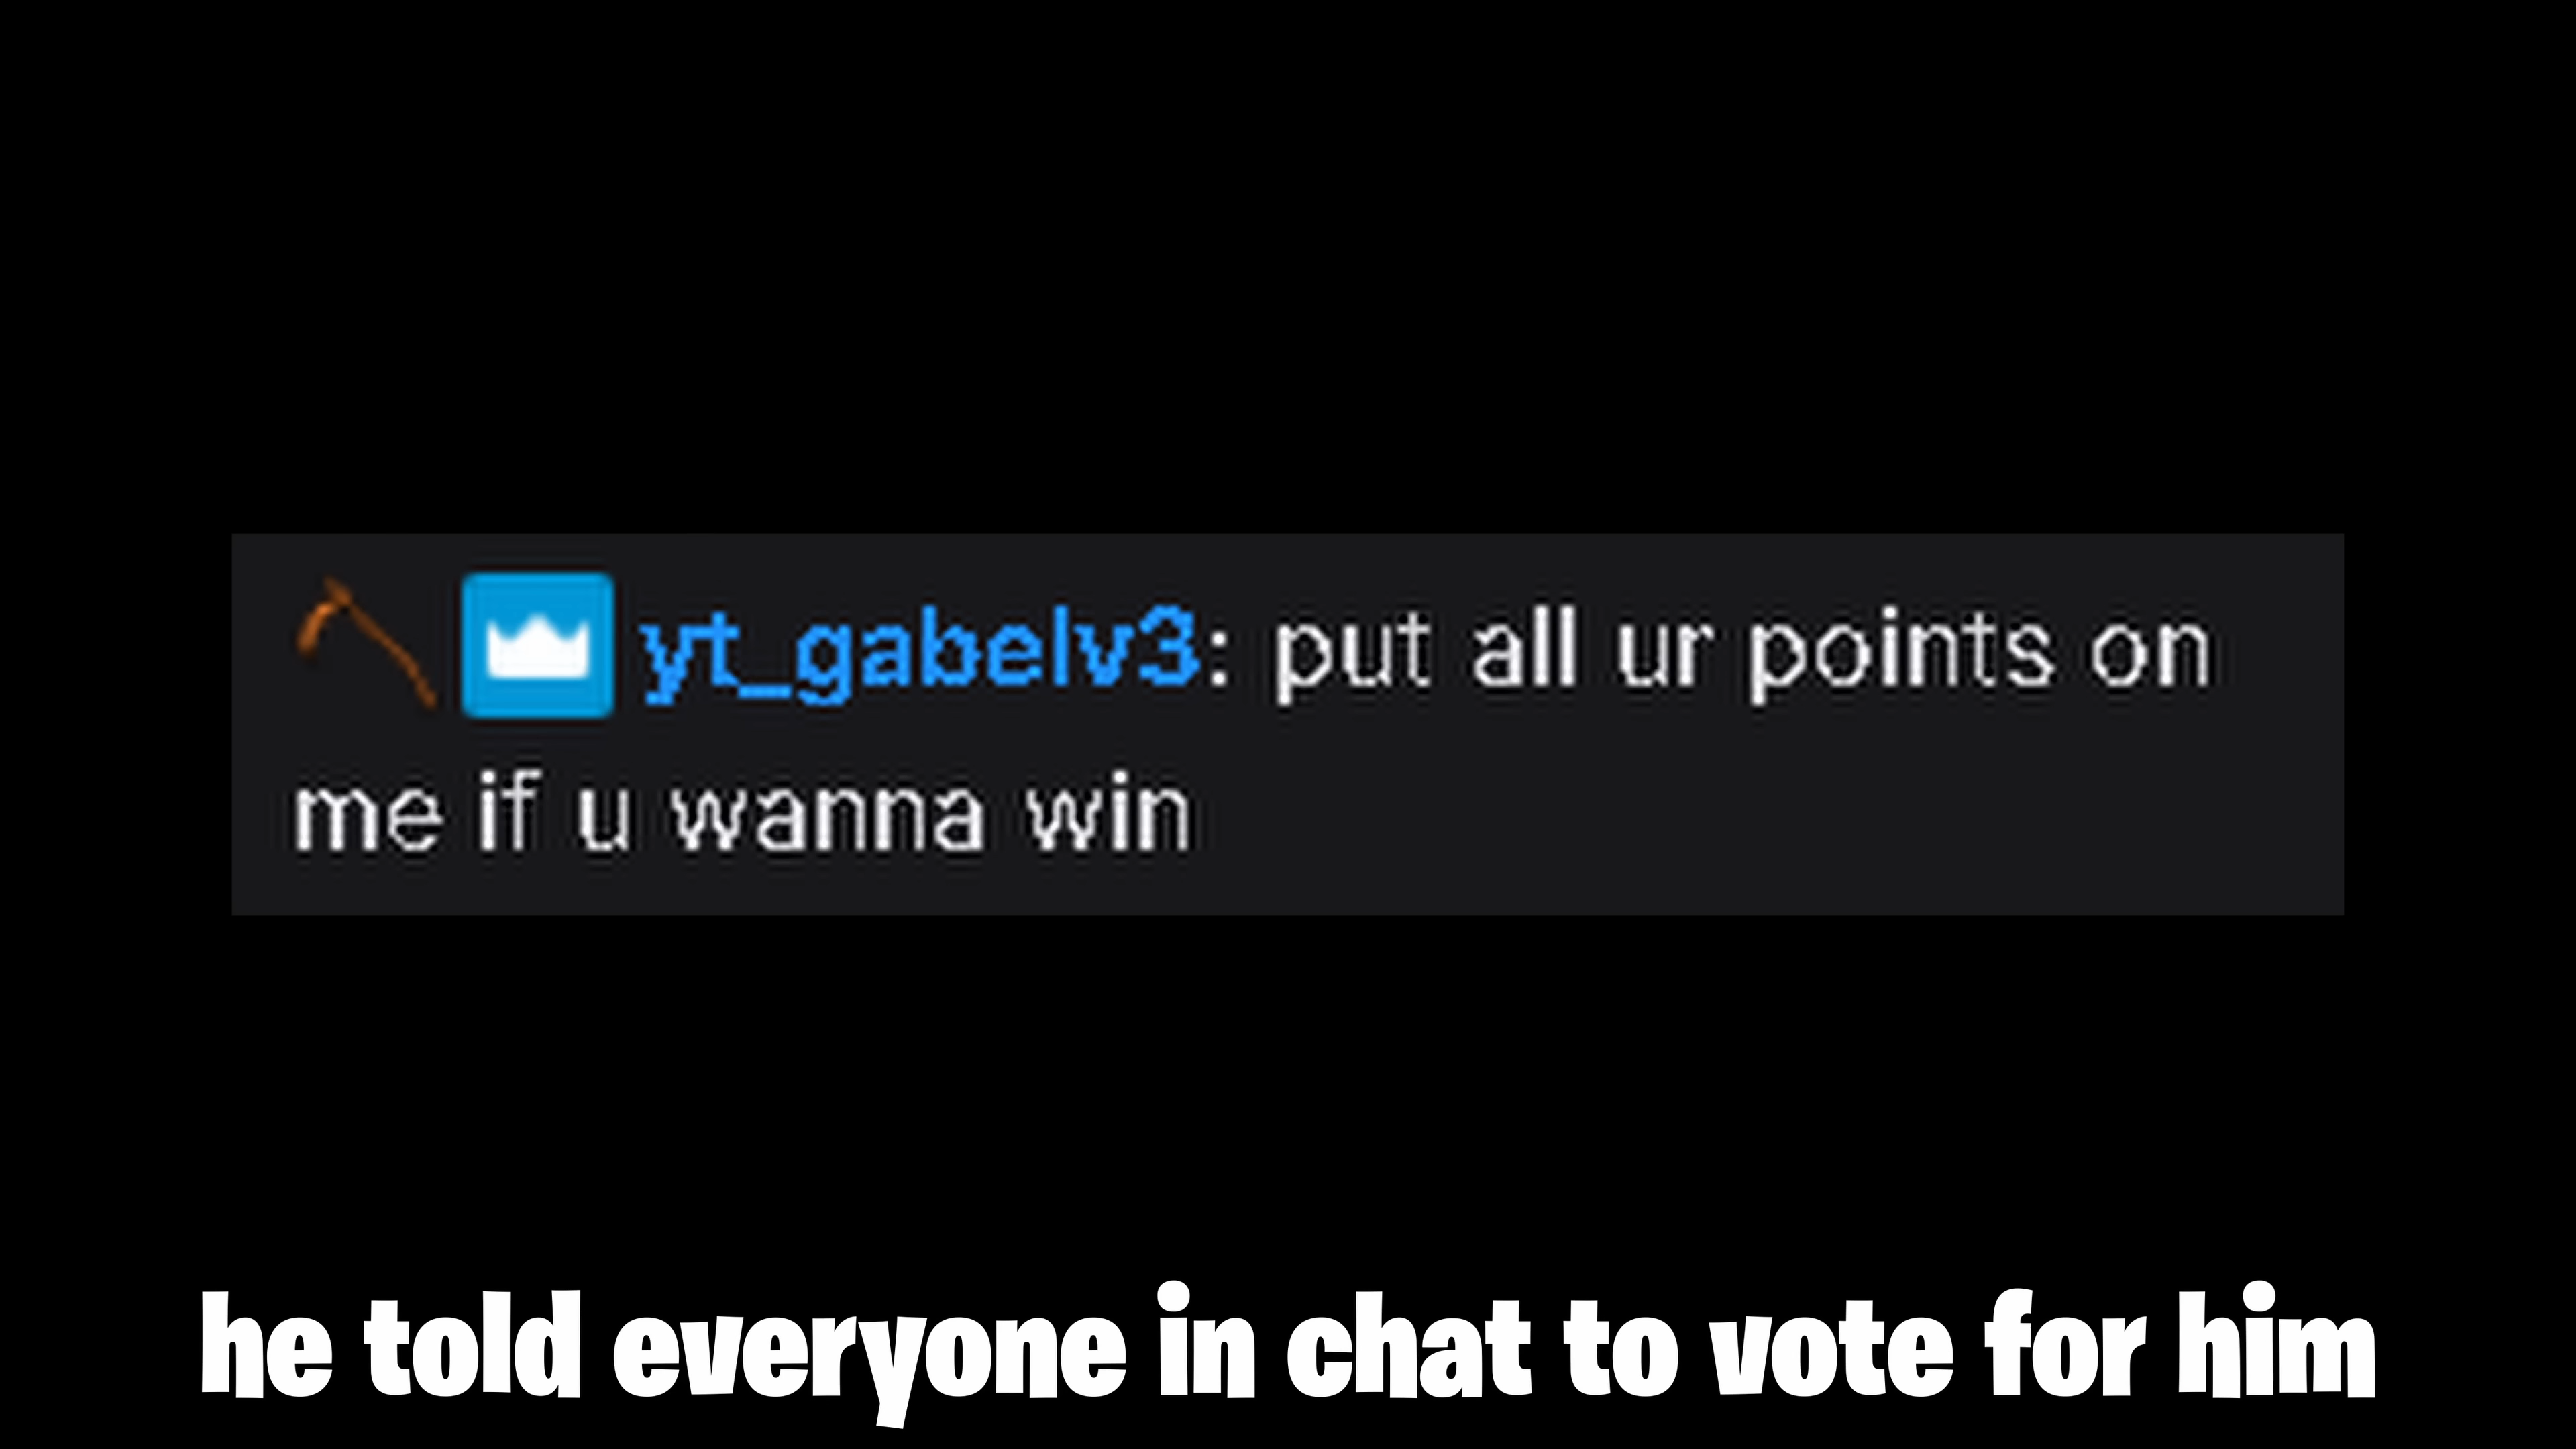 yt_gabelv3: put all ur points on
me if u wanna win
he told everyone in chat to vote for him